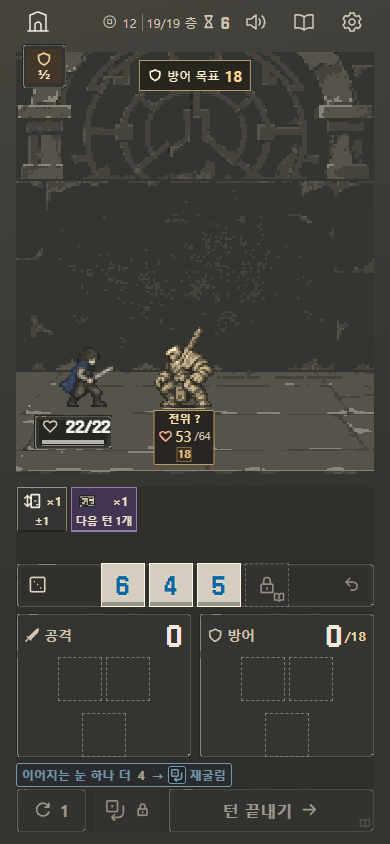 12 19/19 층 6
½
방어 목표 18
22/22
전위 ?
53/64
18
×1
±1
×1
다음 턴 1개
6 4 5
공격 0
방어 0/18
이어지는 눈 하나 더 4 → 재굴림
1
턴 끝내기 →